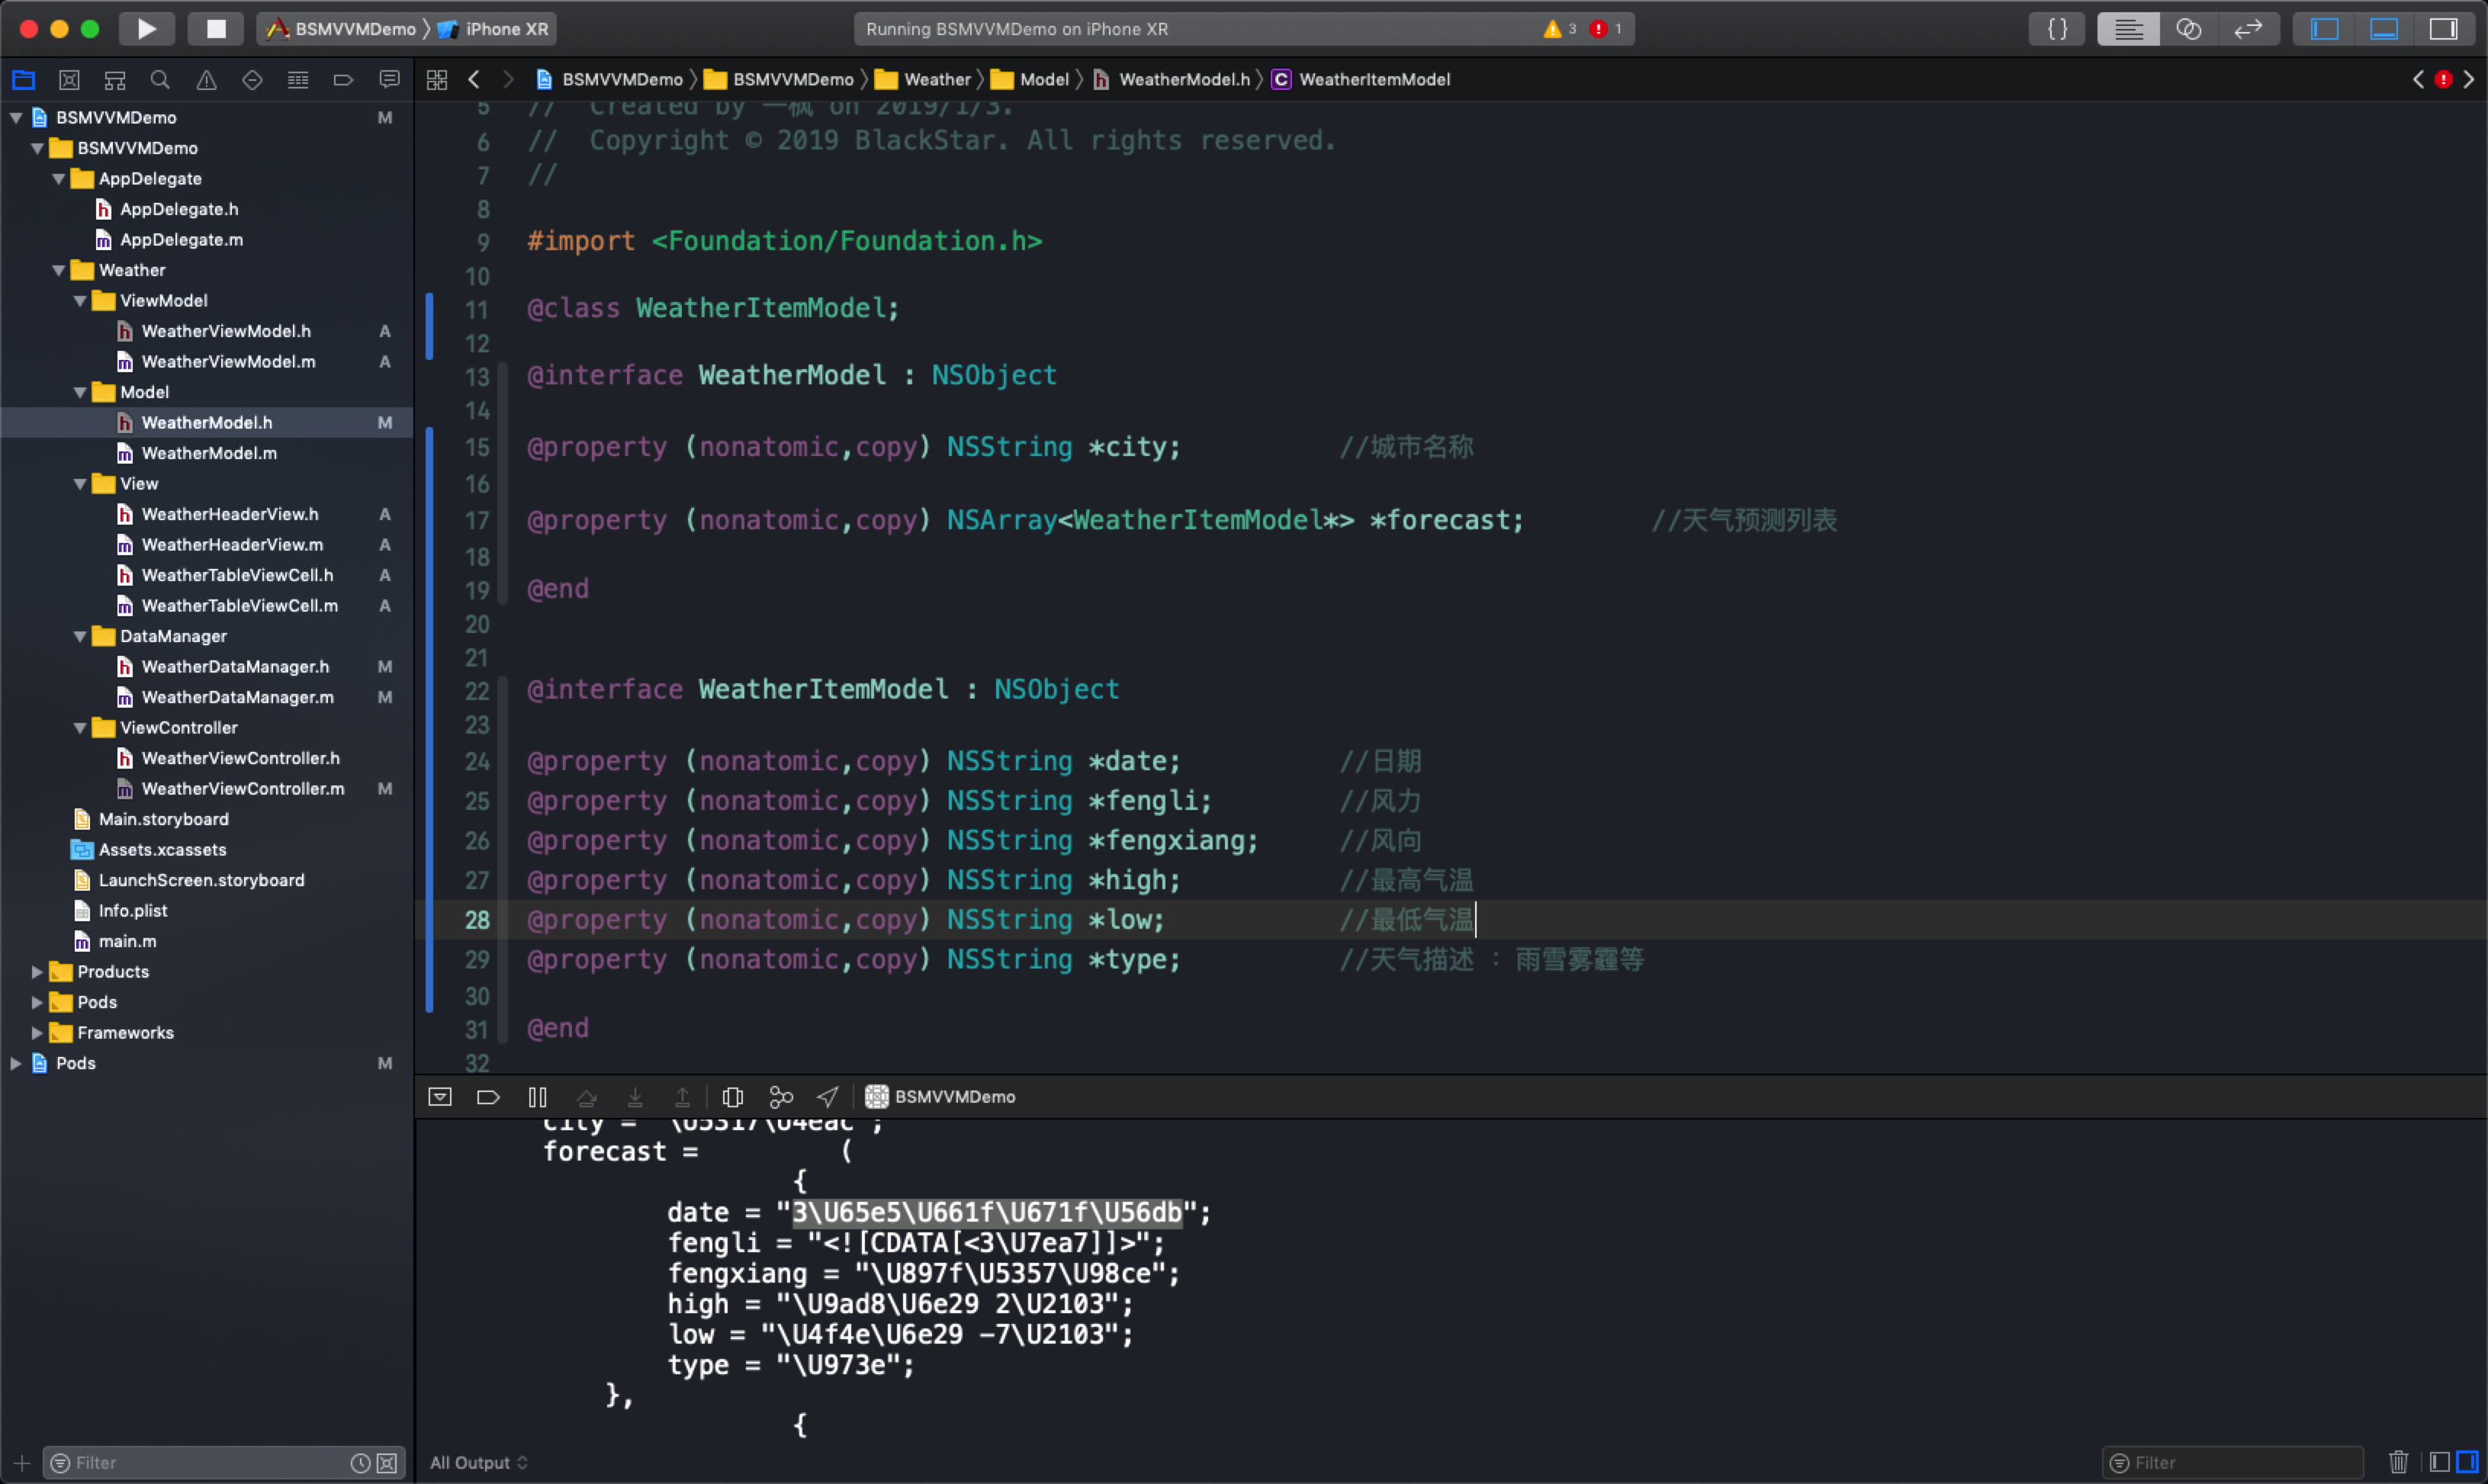 BSMVVMDemo 〉 iPhone XR
Running BSMVVMDemo on iPhone XR
3
1
{ }
BSMVVMDemo 〉 BSMVVMDemo 〉 Weather 〉 Model 〉 h WeatherModel.h 〉 C WeatherItemModel
BSMVVMDemo M
BSMVVMDemo
AppDelegate
h AppDelegate.h
m AppDelegate.m
Weather
ViewModel
h WeatherViewModel.h A
m WeatherViewModel.m A
Model
h WeatherModel.h M
m WeatherModel.m
View
h WeatherHeaderView.h A
m WeatherHeaderView.m A
h WeatherTableViewCell.h A
m WeatherTableViewCell.m A
DataManager
h WeatherDataManager.h M
m WeatherDataManager.m M
ViewController
h WeatherViewController.h
m WeatherViewController.m M
Main.storyboard
Assets.xcassets
LaunchScreen.storyboard
Info.plist
m main.m
Products
Pods
Frameworks
Pods M
Filter
5 //  Created by 一枫 on 2019/1/3.
6 //  Copyright © 2019 BlackStar. All rights reserved.
7 //
8
9 #import <Foundation/Foundation.h>
10
11 @class WeatherItemModel;
12
13 @interface WeatherModel : NSObject
14
15 @property (nonatomic,copy) NSString *city;          //城市名称
16
17 @property (nonatomic,copy) NSArray<WeatherItemModel*> *forecast;        //天气预测列表
18
19 @end
20
21
22 @interface WeatherItemModel : NSObject
23
24 @property (nonatomic,copy) NSString *date;          //日期
25 @property (nonatomic,copy) NSString *fengli;        //风力
26 @property (nonatomic,copy) NSString *fengxiang;     //风向
27 @property (nonatomic,copy) NSString *high;          //最高气温
28 @property (nonatomic,copy) NSString *low;           //最低气温
29 @property (nonatomic,copy) NSString *type;          //天气描述 : 雨雪雾霾等
30
31 @end
32
BSMVVMDemo
city = "\U5317\U4eac";
forecast =         (
{
date = "3\U65e5\U661f\U671f\U56db";
fengli = "<![CDATA[<3\U7ea7]]>";
fengxiang = "\U897f\U5357\U98ce";
high = "\U9ad8\U6e29 2\U2103";
low = "\U4f4e\U6e29 -7\U2103";
type = "\U973e";
},
{
All Output
Filter